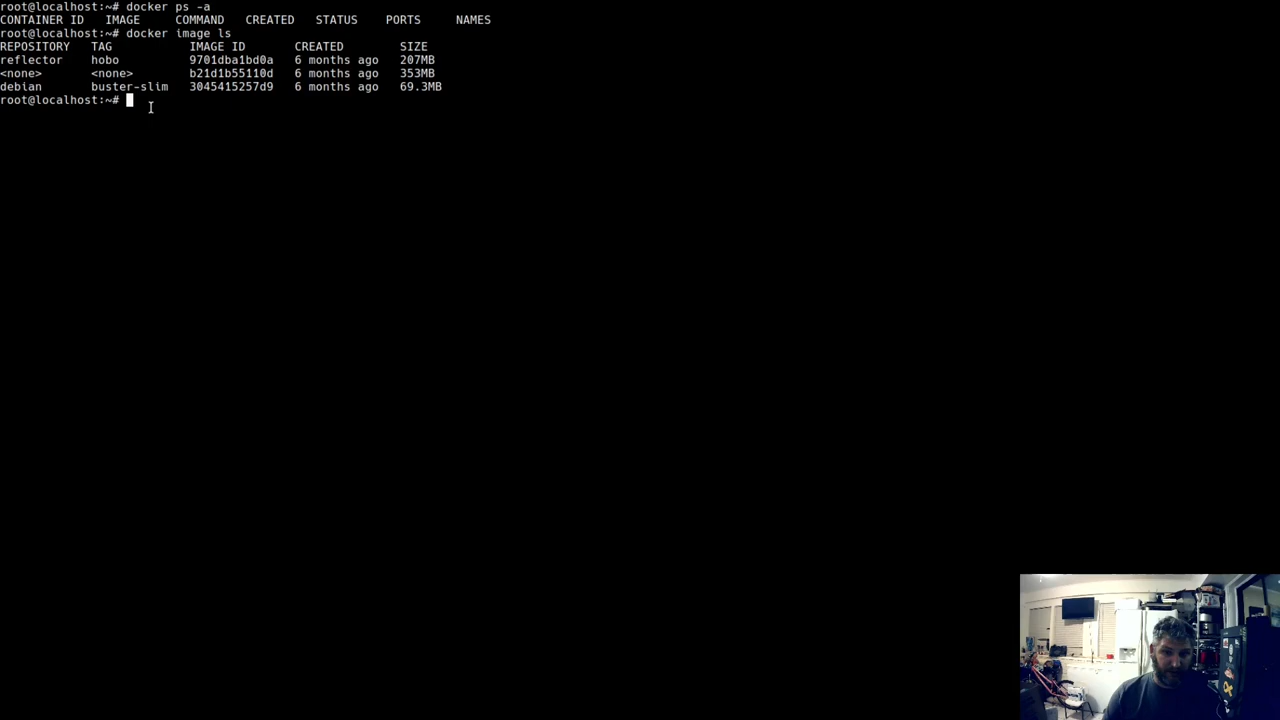 root@localhost:~# docker ps -a
CONTAINER ID   IMAGE     COMMAND   CREATED   STATUS    PORTS     NAMES
root@localhost:~# docker image ls
REPOSITORY   TAG           IMAGE ID       CREATED        SIZE
reflector    hobo          9701dba1bd0a   6 months ago   207MB
<none>       <none>        b21d1b55110d   6 months ago   353MB
debian       buster-slim   3045415257d9   6 months ago   69.3MB
root@localhost:~#